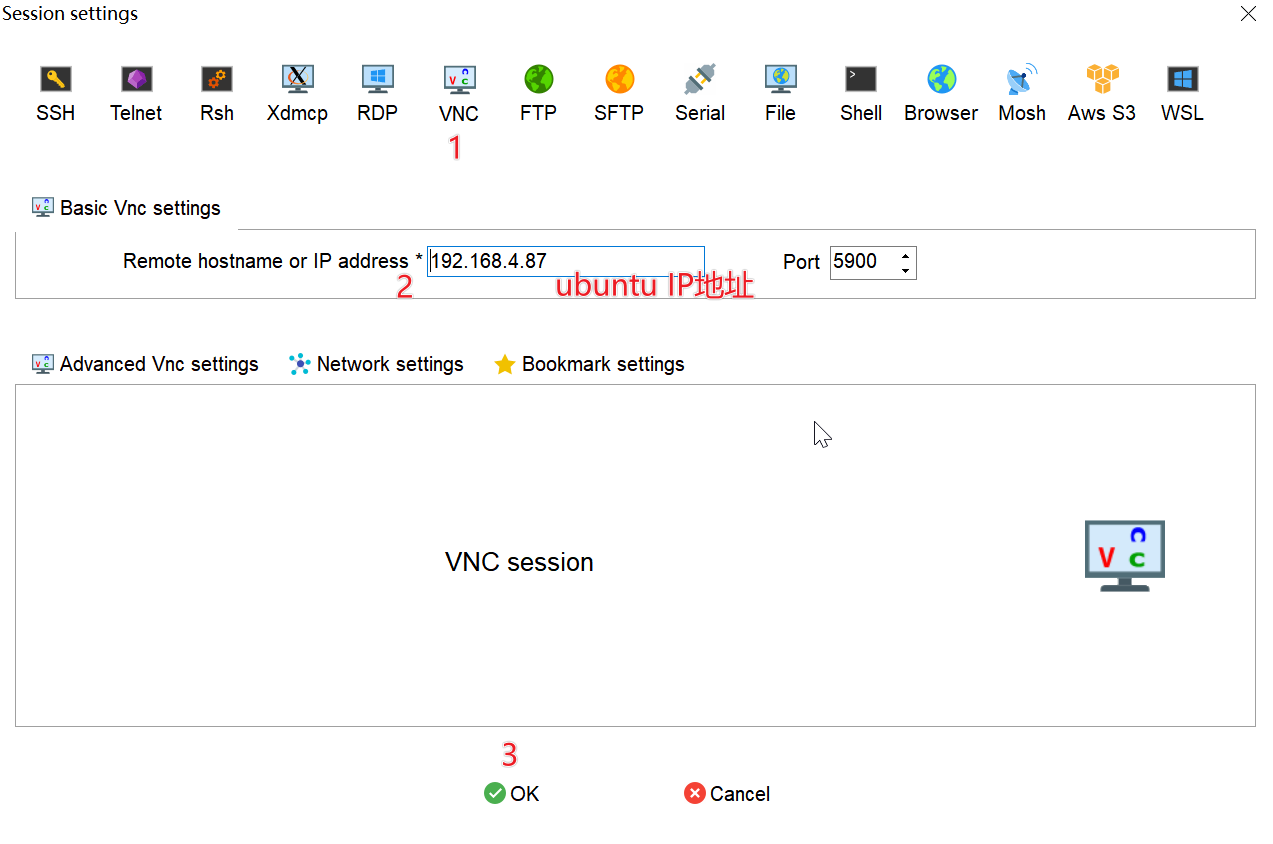 Session settings
SSH Telnet Rsh Xdmcp RDP VNC FTP SFTP Serial File Shell Browser Mosh Aws S3 WSL
1
Basic Vnc settings
Remote hostname or IP address * 192.168.4.87 Port 5900
2 ubuntu IP地址
Advanced Vnc settings Network settings Bookmark settings
VNC session
3
OK Cancel